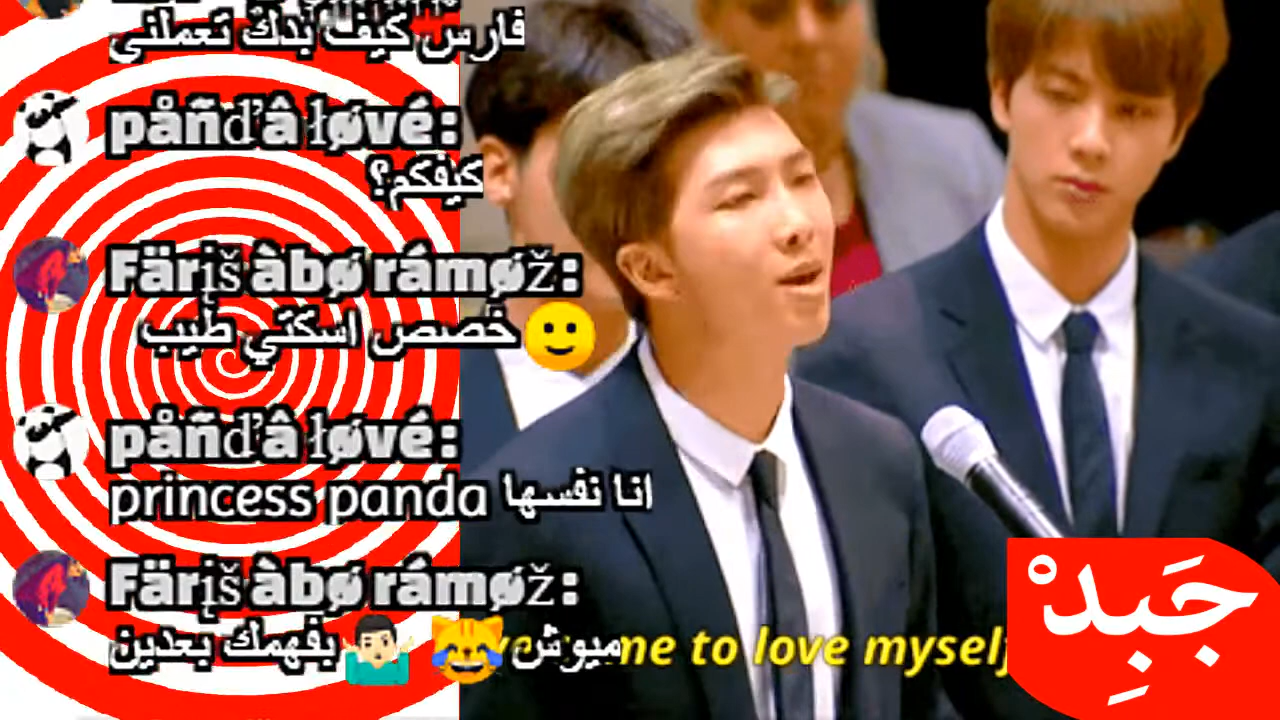 فارس كيف بدك تعملني
påñďâ łøvé:
كيفكم؟
Färįš àbø rámøž:
خصص اسكتي طيب 🙂
påñďâ łøvé:
انا نفسها princess panda
Färįš àbø rámøž:
ميوش 😹 🤷🏻‍♂️ بفهمك بعدين
me to love myself
جَبِدْ